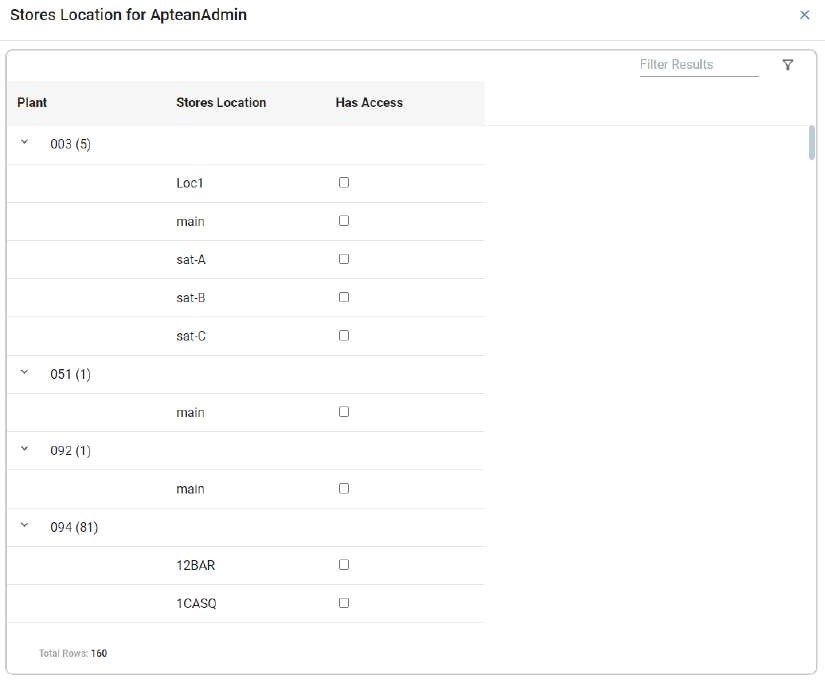 Stores Location for ApteanAdmin
Filter Results
Plant Stores Location Has Access
003 (5)
Loc1
main
sat-A
sat-B
sat-C
051 (1)
main
092 (1)
main
094 (81)
12BAR
1CASQ
Total Rows: 160